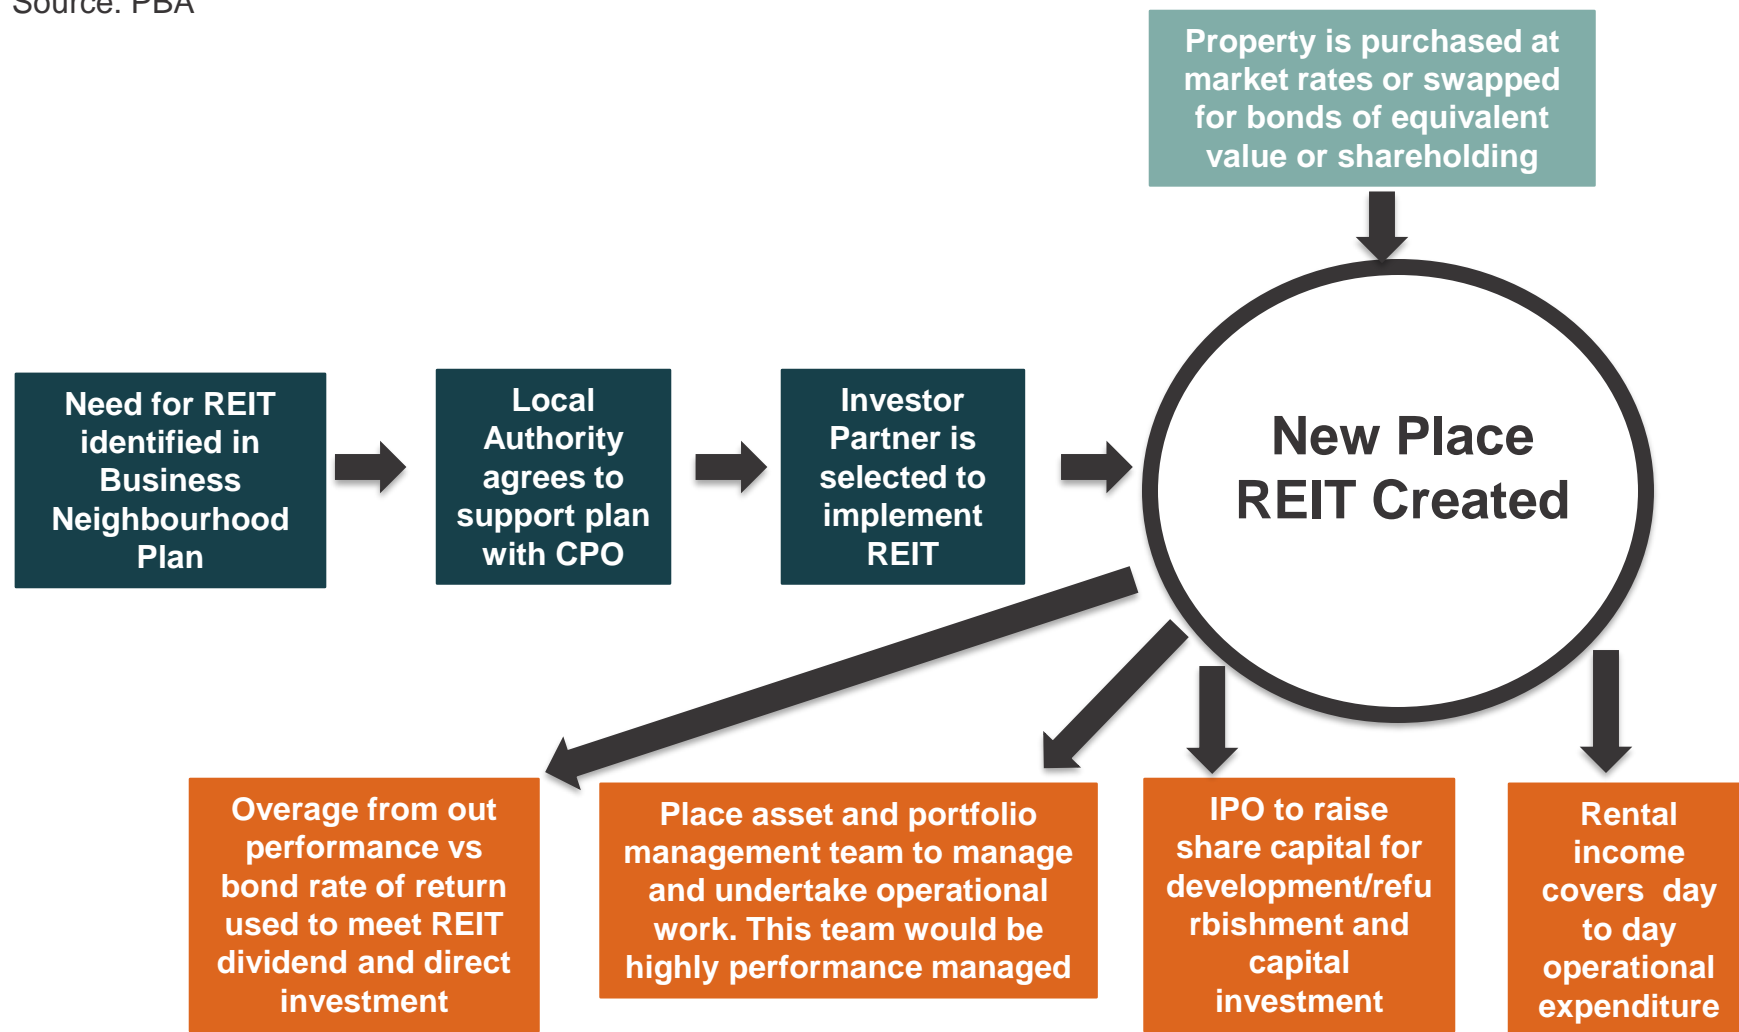 Source: PBA
Property is purchased at
market rates or swapped
for bonds of equivalent
value or shareholding
Need for REIT
identified in
Business
Neighbourhood
Plan
Local
Authority
agrees to
support plan
with CPO
Investor
Partner is
selected to
implement
REIT
New Place
REIT Created
Overage from out
performance vs
bond rate of return
used to meet REIT
dividend and direct
investment
Place asset and portfolio
management team to manage
and undertake operational
work. This team would be
highly performance managed
IPO to raise
share capital for
development/refu
rbishment and
capital
investment
Rental
income
covers  day
to day
operational
expenditure